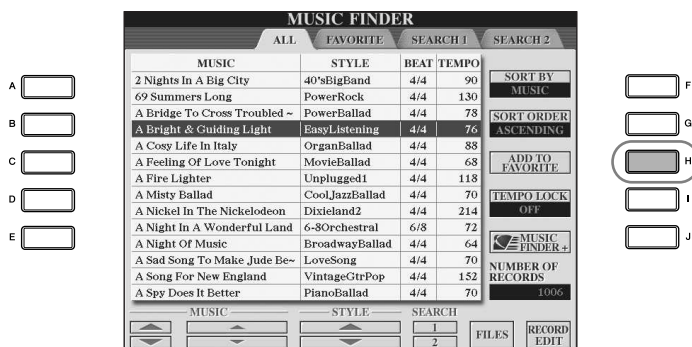 MUSIC FINDER
ALL FAVORITE SEARCH 1 SEARCH 2
MUSIC STYLE BEAT TEMPO
2 Nights In A Big City 40'sBigBand 4/4 90
69 Summers Long PowerRock 4/4 130
A Bridge To Cross Troubled ~ PowerBallad 4/4 78
A Bright & Guiding Light EasyListening 4/4 76
A Cosy Life In Italy OrganBallad 4/4 88
A Feeling Of Love Tonight MovieBallad 4/4 68
A Fire Lighter Unplugged1 4/4 118
A Misty Ballad CoolJazzBallad 4/4 70
A Nickel In The Nickelodeon Dixieland2 4/4 214
A Night In A Wonderful Land 6-8Orchestral 6/8 72
A Night Of Music BroadwayBallad 4/4 64
A Sad Song To Make Jude Be~ LoveSong 4/4 70
A Song For New England VintageGtrPop 4/4 152
A Spy Does It Better PianoBallad 4/4 70
SORT BY
MUSIC
SORT ORDER
ASCENDING
ADD TO
FAVORITE
TEMPO LOCK
OFF
MUSIC
FINDER +
NUMBER OF
RECORDS
1006
MUSIC STYLE SEARCH
1
2
FILES
RECORD
EDIT
A
B
C
D
E
F
G
H
I
J